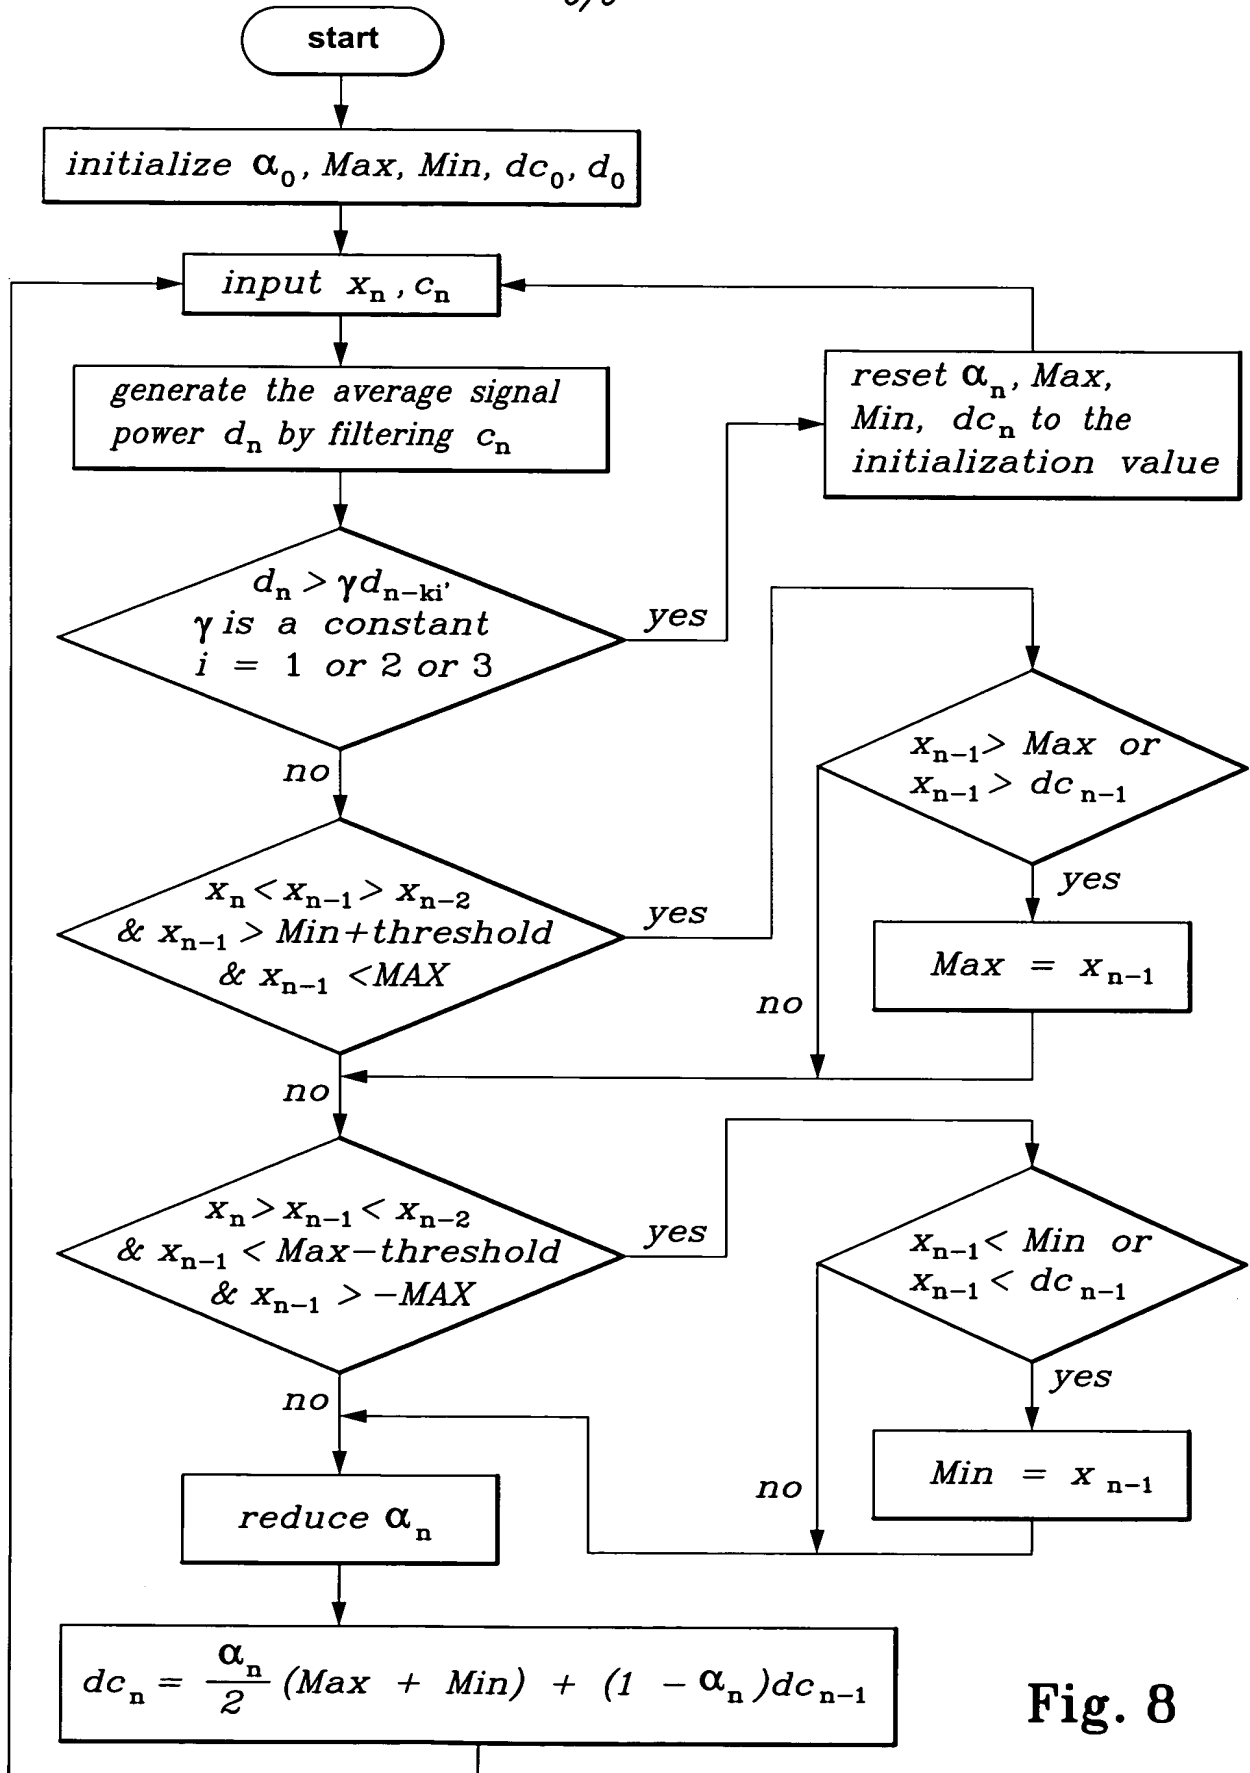 start
initialize α₀, Max, Min, dc₀, d₀
input xₙ, cₙ
generate the average signal
power dₙ by filtering cₙ
reset αₙ, Max,
Min, dcₙ to the
initialization value
dₙ > γdₙ₋ₖᵢ,
γ is a constant
i = 1 or 2 or 3
yes
no
xₙ₋₁ > Max or
xₙ₋₁ > dcₙ₋₁
yes
no
Max = xₙ₋₁
xₙ < xₙ₋₁ > xₙ₋₂
& xₙ₋₁ > Min+threshold
& xₙ₋₁ <MAX
yes
no
xₙ > xₙ₋₁ < xₙ₋₂
& xₙ₋₁ < Max−threshold
& xₙ₋₁ > −MAX
yes
no
xₙ₋₁ < Min or
xₙ₋₁ < dcₙ₋₁
yes
no
Min = xₙ₋₁
reduce αₙ
dcₙ = αₙ/2 (Max + Min) + (1 − αₙ)dcₙ₋₁
Fig. 8